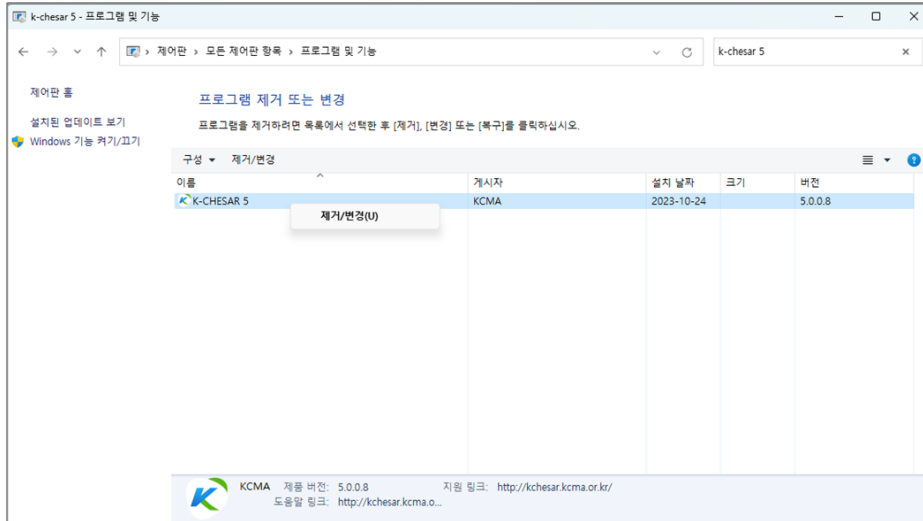 k-chesar 5 - 프로그램 및 기능
제어판 › 모든 제어판 항목 › 프로그램 및 기능
k-chesar 5
제어판 홈
설치된 업데이트 보기
Windows 기능 켜기/끄기
프로그램 제거 또는 변경
프로그램을 제거하려면 목록에서 선택한 후 [제거], [변경] 또는 [복구]를 클릭하십시오.
구성 제거/변경
이름 게시자 설치 날짜 크기 버전
K-CHESAR 5 KCMA 2023-10-24 5.0.0.8
제거/변경(U)
KCMA 제품 버전: 5.0.0.8 지원 링크: http://kchesar.kcma.or.kr/
도움말 링크: http://kchesar.kcma.o...